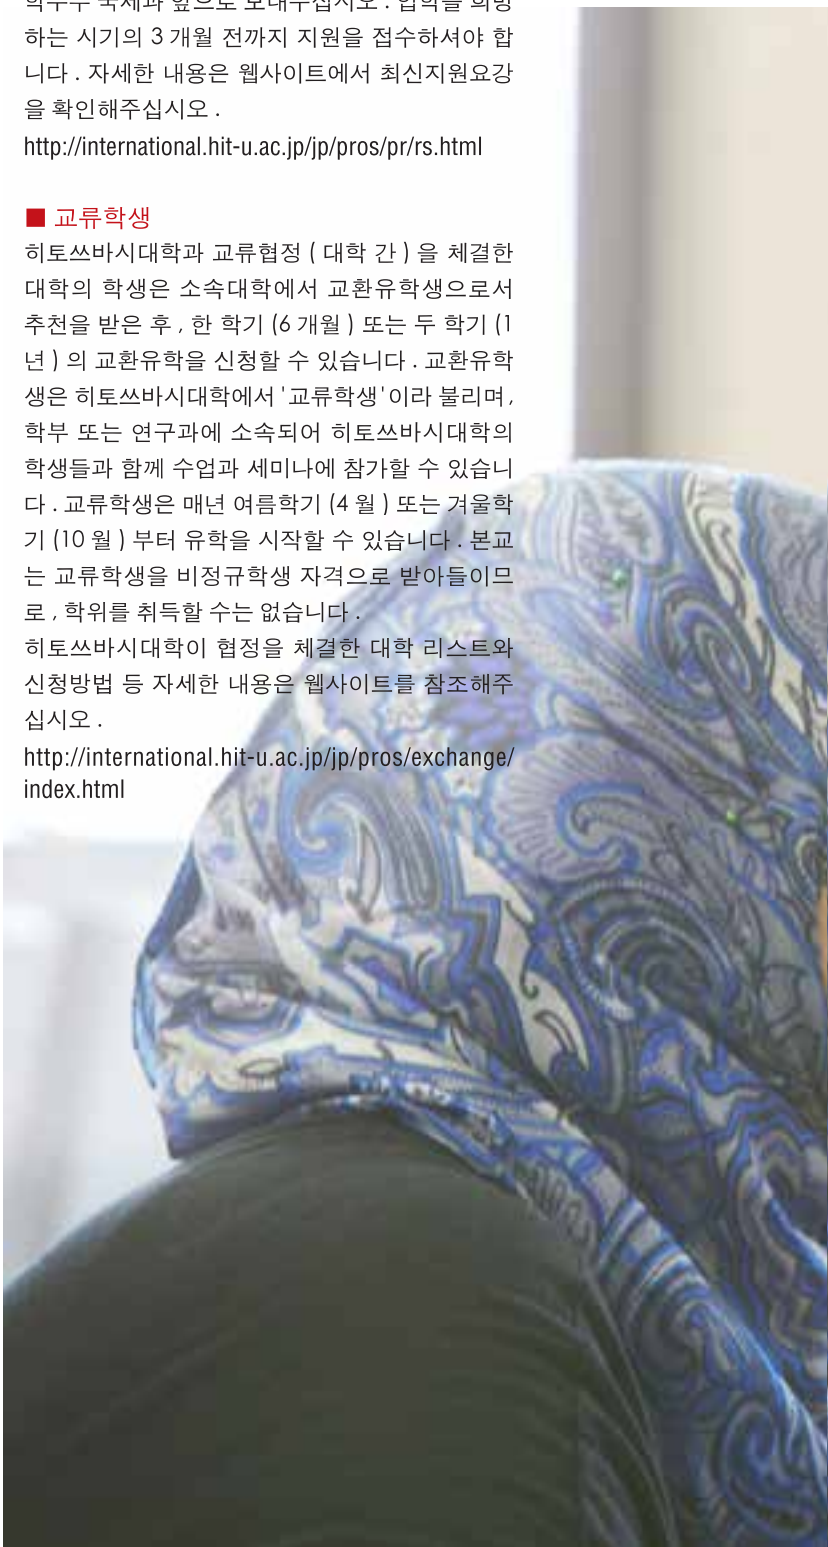 하는 시기의 3 개월 전까지 지원을 접수하셔야 합
니다 . 자세한 내용은 웹사이트에서 최신지원요강
을 확인해주십시오 .
http://international.hit-u.ac.jp/jp/pros/pr/rs.html
■ 교류학생
히토쓰바시대학과 교류협정 ( 대학 간 ) 을 체결한
대학의 학생은 소속대학에서 교환유학생으로서
추천을 받은 후 , 한 학기 (6 개월 ) 또는 두 학기 (1
년 ) 의 교환유학을 신청할 수 있습니다 . 교환유학
생은 히토쓰바시대학에서 '교류학생'이라 불리며,
학부 또는 연구과에 소속되어 히토쓰바시대학의
학생들과 함께 수업과 세미나에 참가할 수 있습니
다 . 교류학생은 매년 여름학기 (4 월 ) 또는 겨울학
기 (10 월 ) 부터 유학을 시작할 수 있습니다 . 본교
는 교류학생을 비정규학생 자격으로 받아들이므
로 , 학위를 취득할 수는 없습니다 .
히토쓰바시대학이 협정을 체결한 대학 리스트와
신청방법 등 자세한 내용은 웹사이트를 참조해주
십시오 .
http://international.hit-u.ac.jp/jp/pros/exchange/
index.html